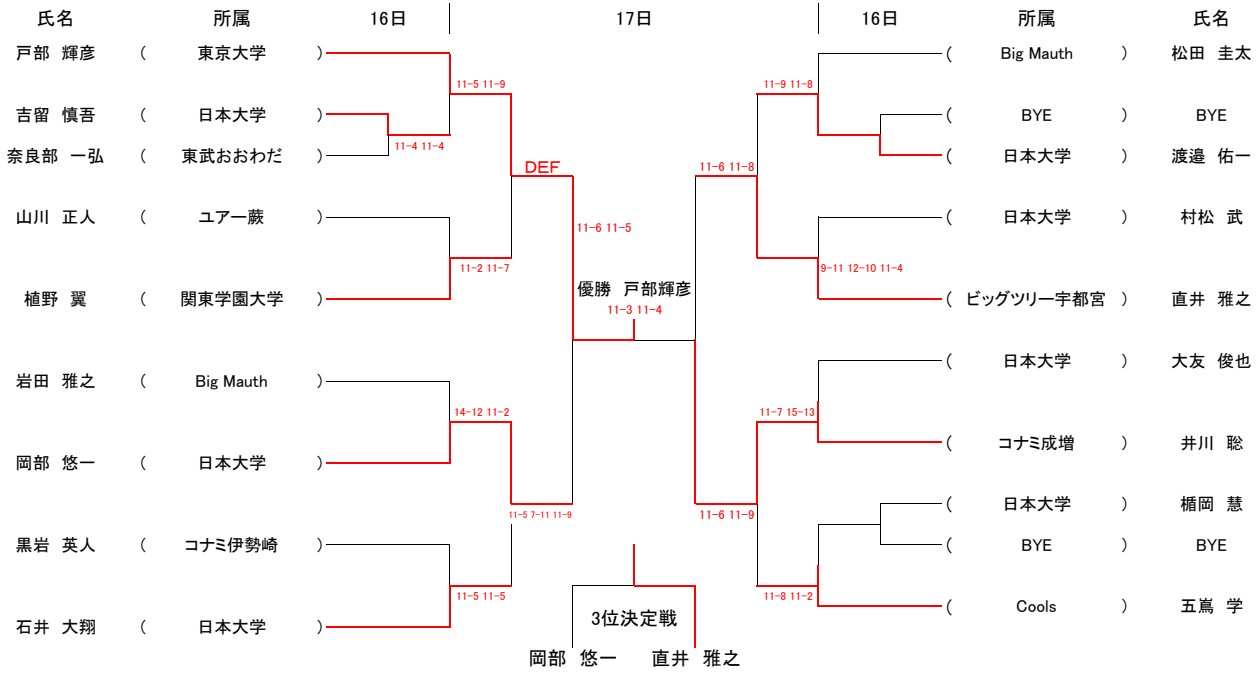 氏名 所属 16日 17日 16日 所属 氏名
戸部 輝彦 ( 東京大学 ) ( Big Mauth ) 松田 圭太
11-5 11-9 11-9 11-8
吉留 慎吾 ( 日本大学 ) ( BYE ) BYE
11-4 11-4
奈良部 一弘 ( 東武おおわだ ) ( 日本大学 ) 渡邉 佑一
DEF 11-6 11-8
山川 正人 ( ユアー蕨 ) ( 日本大学 ) 村松 武
11-6 11-5
11-2 11-7 9-11 12-10 11-4
植野 翼 ( 関東学園大学 ) 優勝 戸部輝彦 ( ビッグツリー宇都宮 ) 直井 雅之
11-3 11-4
岩田 雅之 ( Big Mauth ) ( 日本大学 ) 大友 俊也
14-12 11-2 11-7 15-13
岡部 悠一 ( 日本大学 ) ( コナミ成増 ) 井川 聡
( 日本大学 ) 楯岡 慧
11-5 7-11 11-9 11-6 11-9
黒岩 英人 ( コナミ伊勢崎 ) ( BYE ) BYE
11-5 11-5 11-8 11-2
( Cools ) 五嶌 学
石井 大翔 ( 日本大学 ) 3位決定戦
岡部 悠一 直井 雅之